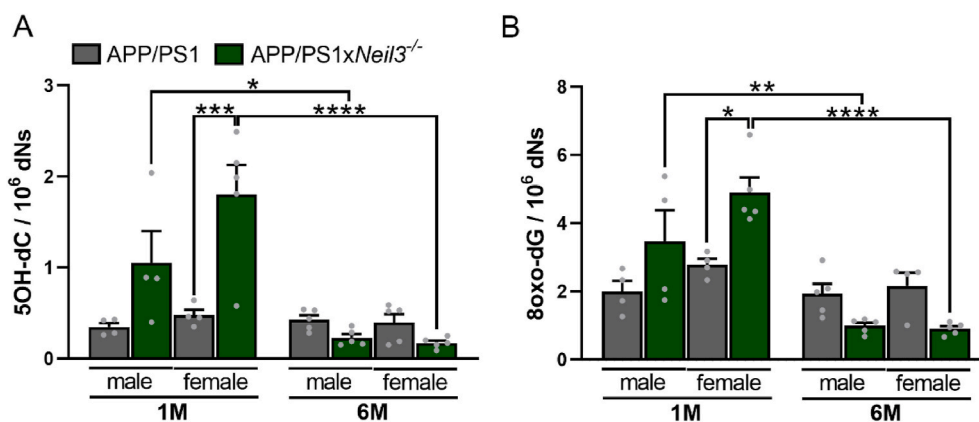 A
B
APP/PS1 APP/PS1xNeil3-/-
5OH-dC / 10^6 dNs
3
2
1
0
*
***
****
male female male female
1M 6M
8oxo-dG / 10^6 dNs
8
6
4
2
0
**
*
****
male female male female
1M 6M